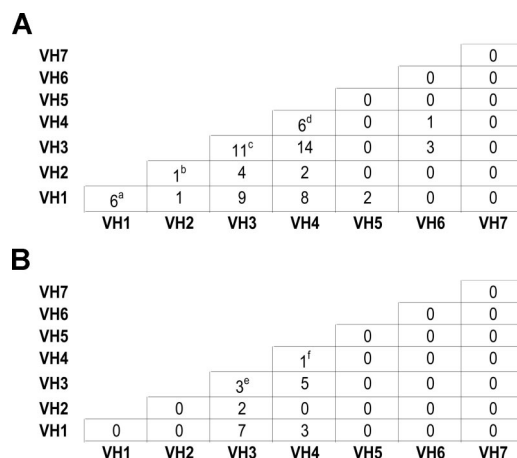 A
VH7 0
VH6 0 0
VH5 0 0 0
VH4 6d 0 1 0
VH3 11c 14 0 3 0
VH2 1b 4 2 0 0 0
VH1 6a 1 9 8 2 0 0
VH1 VH2 VH3 VH4 VH5 VH6 VH7
B
VH7 0
VH6 0 0
VH5 0 0 0
VH4 1f 0 0 0
VH3 3e 5 0 0 0
VH2 0 2 0 0 0 0
VH1 0 0 7 3 0 0 0
VH1 VH2 VH3 VH4 VH5 VH6 VH7